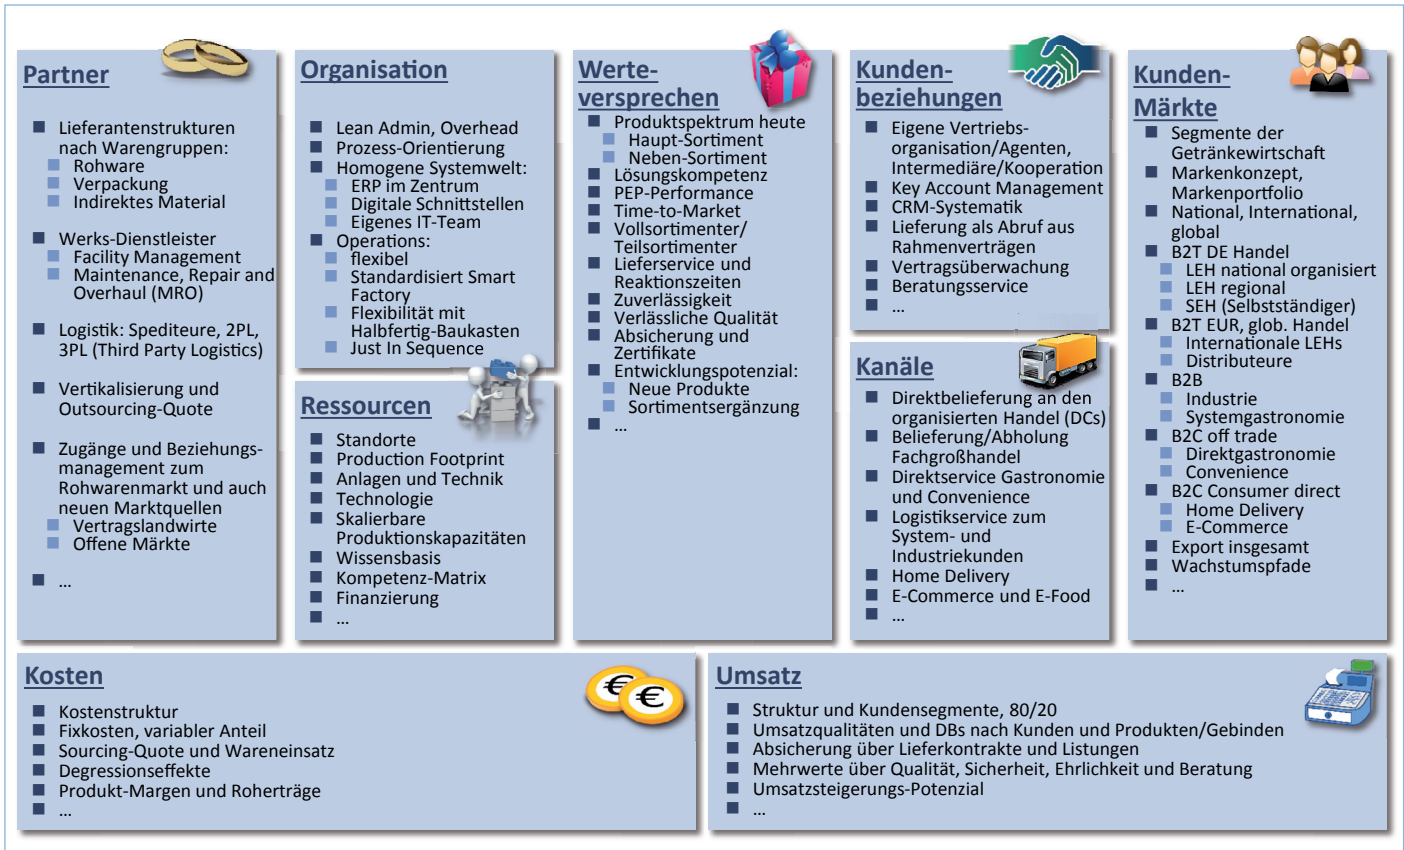 Partner
Lieferantenstrukturen
nach Warengruppen:
Rohware
Verpackung
Indirektes Material
Werks-Dienstleister
Facility Management
Maintenance, Repair and
Overhaul (MRO)
Logistik: Spediteure, 2PL,
3PL (Third Party Logistics)
Vertikalisierung und
Outsourcing-Quote
Zugänge und Beziehungs-
management zum
Rohwarenmarkt und auch
neuen Marktquellen
Vertragslandwirte
Offene Märkte
...
Organisation
Lean Admin, Overhead
Prozess-Orientierung
Homogene Systemwelt:
ERP im Zentrum
Digitale Schnittstellen
Eigenes IT-Team
Operations:
flexibel
Standardisiert Smart
Factory
Flexibilität mit
Halbfertig-Baukasten
Just In Sequence
Ressourcen
Standorte
Production Footprint
Anlagen und Technik
Technologie
Skalierbare
Produktionskapazitäten
Wissensbasis
Kompetenz-Matrix
Finanzierung
...
Werte-
versprechen
Produktspektrum heute
Haupt-Sortiment
Neben-Sortiment
Lösungskompetenz
PEP-Performance
Time-to-Market
Vollsortimenter/
Teilsortimenter
Lieferservice und
Reaktionszeiten
Zuverlässigkeit
Verlässliche Qualität
Absicherung und
Zertifikate
Entwicklungspotenzial:
Neue Produkte
Sortimentsergänzung
...
Kunden-
beziehungen
Eigene Vertriebs-
organisation/Agenten,
Intermediäre/Kooperation
Key Account Management
CRM-Systematik
Lieferung als Abruf aus
Rahmenverträgen
Vertragsüberwachung
Beratungsservice
...
Kanäle
Direktbelieferung an den
organisierten Handel (DCs)
Belieferung/Abholung
Fachgroßhandel
Direktservice Gastronomie
und Convenience
Logistikservice zum
System- und
Industriekunden
Home Delivery
E-Commerce und E-Food
...
Kunden-
Märkte
Segmente der
Getränkewirtschaft
Markenkonzept,
Markenportfolio
National, International,
global
B2T DE Handel
LEH national organisiert
LEH regional
SEH (Selbstständiger)
B2T EUR, glob. Handel
Internationale LEHs
Distributeure
B2B
Industrie
Systemgastronomie
B2C off trade
Direktgastronomie
Convenience
B2C Consumer direct
Home Delivery
E-Commerce
Export insgesamt
Wachstumspfade
...
Kosten
€ €
Kostenstruktur
Fixkosten, variabler Anteil
Sourcing-Quote und Wareneinsatz
Degressionseffekte
Produkt-Margen und Roherträge
...
Umsatz
Struktur und Kundensegmente, 80/20
Umsatzqualitäten und DBs nach Kunden und Produkten/Gebinden
Absicherung über Lieferkontrakte und Listungen
Mehrwerte über Qualität, Sicherheit, Ehrlichkeit und Beratung
Umsatzsteigerungs-Potenzial
...